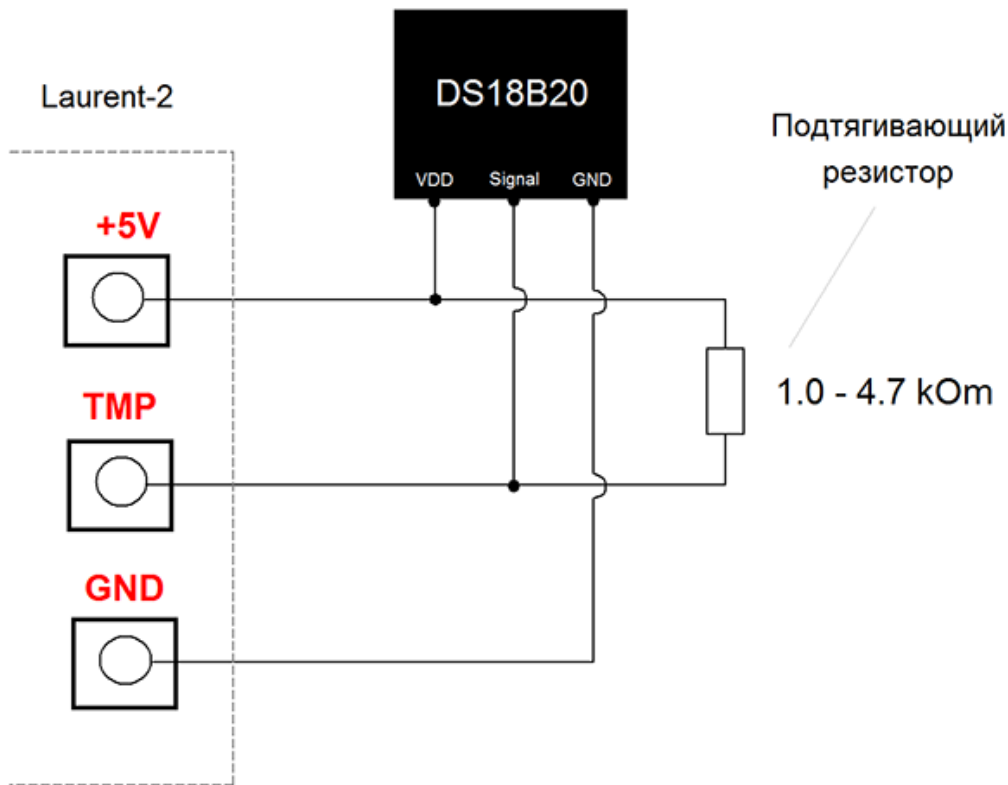 Laurent-2
DS18B20
VDD Signal GND
Подтягивающий
резистор
+5V
1.0 - 4.7 kOm
TMP
GND